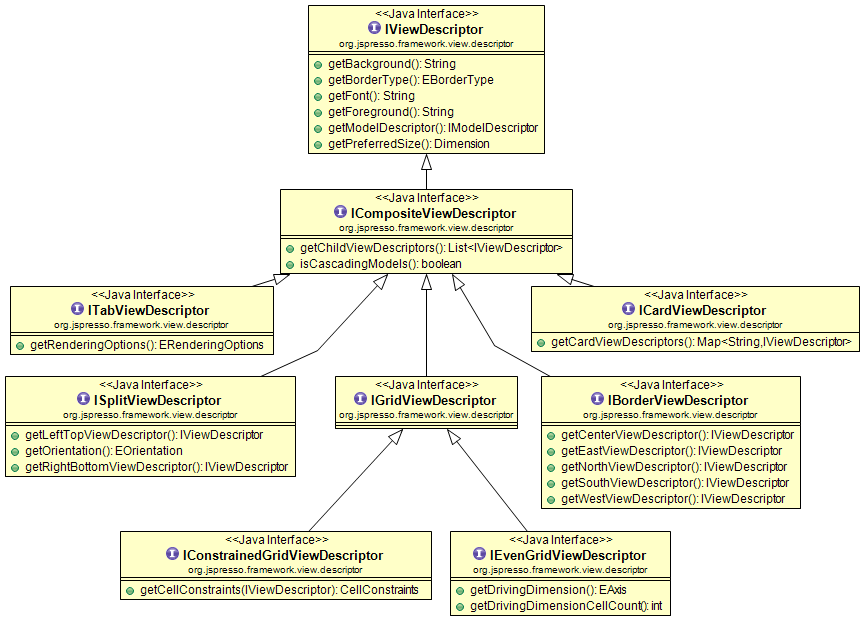 <<Java Interface>>
IViewDescriptor
org.jspresso.framework.view.descriptor
getBackground(): String
getBorderType(): EBorderType
getFont(): String
getForeground(): String
getModelDescriptor(): IModelDescriptor
getPreferredSize(): Dimension
<<Java Interface>>
ICompositeViewDescriptor
org.jspresso.framework.view.descriptor
getChildViewDescriptors(): List<IViewDescriptor>
isCascadingModels(): boolean
<<Java Interface>>
ITabViewDescriptor
org.jspresso.framework.view.descriptor
getRenderingOptions(): ERenderingOptions
<<Java Interface>>
ICardViewDescriptor
org.jspresso.framework.view.descriptor
getCardViewDescriptors(): Map<String,IViewDescriptor>
<<Java Interface>>
ISplitViewDescriptor
org.jspresso.framework.view.descriptor
getLeftTopViewDescriptor(): IViewDescriptor
getOrientation(): EOrientation
getRightBottomViewDescriptor(): IViewDescriptor
<<Java Interface>>
IGridViewDescriptor
org.jspresso.framework.view.descriptor
<<Java Interface>>
IBorderViewDescriptor
org.jspresso.framework.view.descriptor
getCenterViewDescriptor(): IViewDescriptor
getEastViewDescriptor(): IViewDescriptor
getNorthViewDescriptor(): IViewDescriptor
getSouthViewDescriptor(): IViewDescriptor
getWestViewDescriptor(): IViewDescriptor
<<Java Interface>>
IConstrainedGridViewDescriptor
org.jspresso.framework.view.descriptor
getCellConstraints(IViewDescriptor): CellConstraints
<<Java Interface>>
IEvenGridViewDescriptor
org.jspresso.framework.view.descriptor
getDrivingDimension(): EAxis
getDrivingDimensionCellCount(): int